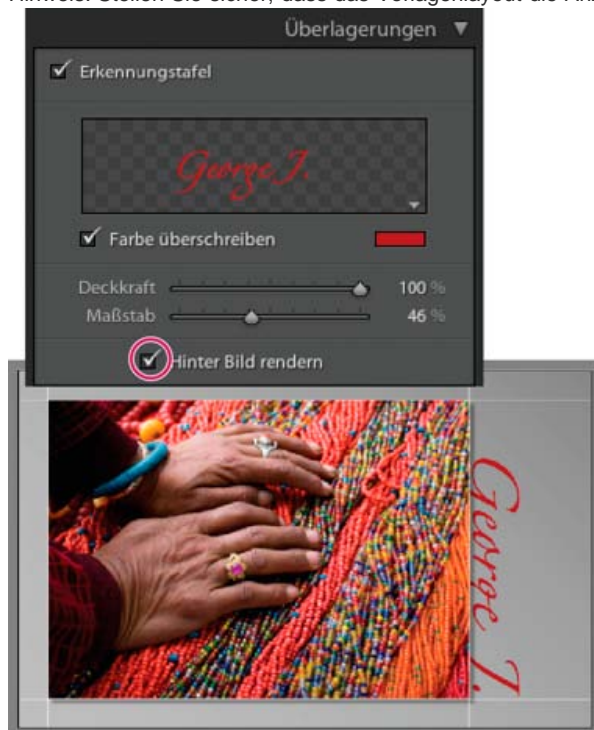 Überlagerungen
Erkennungstafel
George J.
Farbe überschreiben
Deckkraft 100 %
Maßstab 46 %
Hinter Bild rendern
George J.